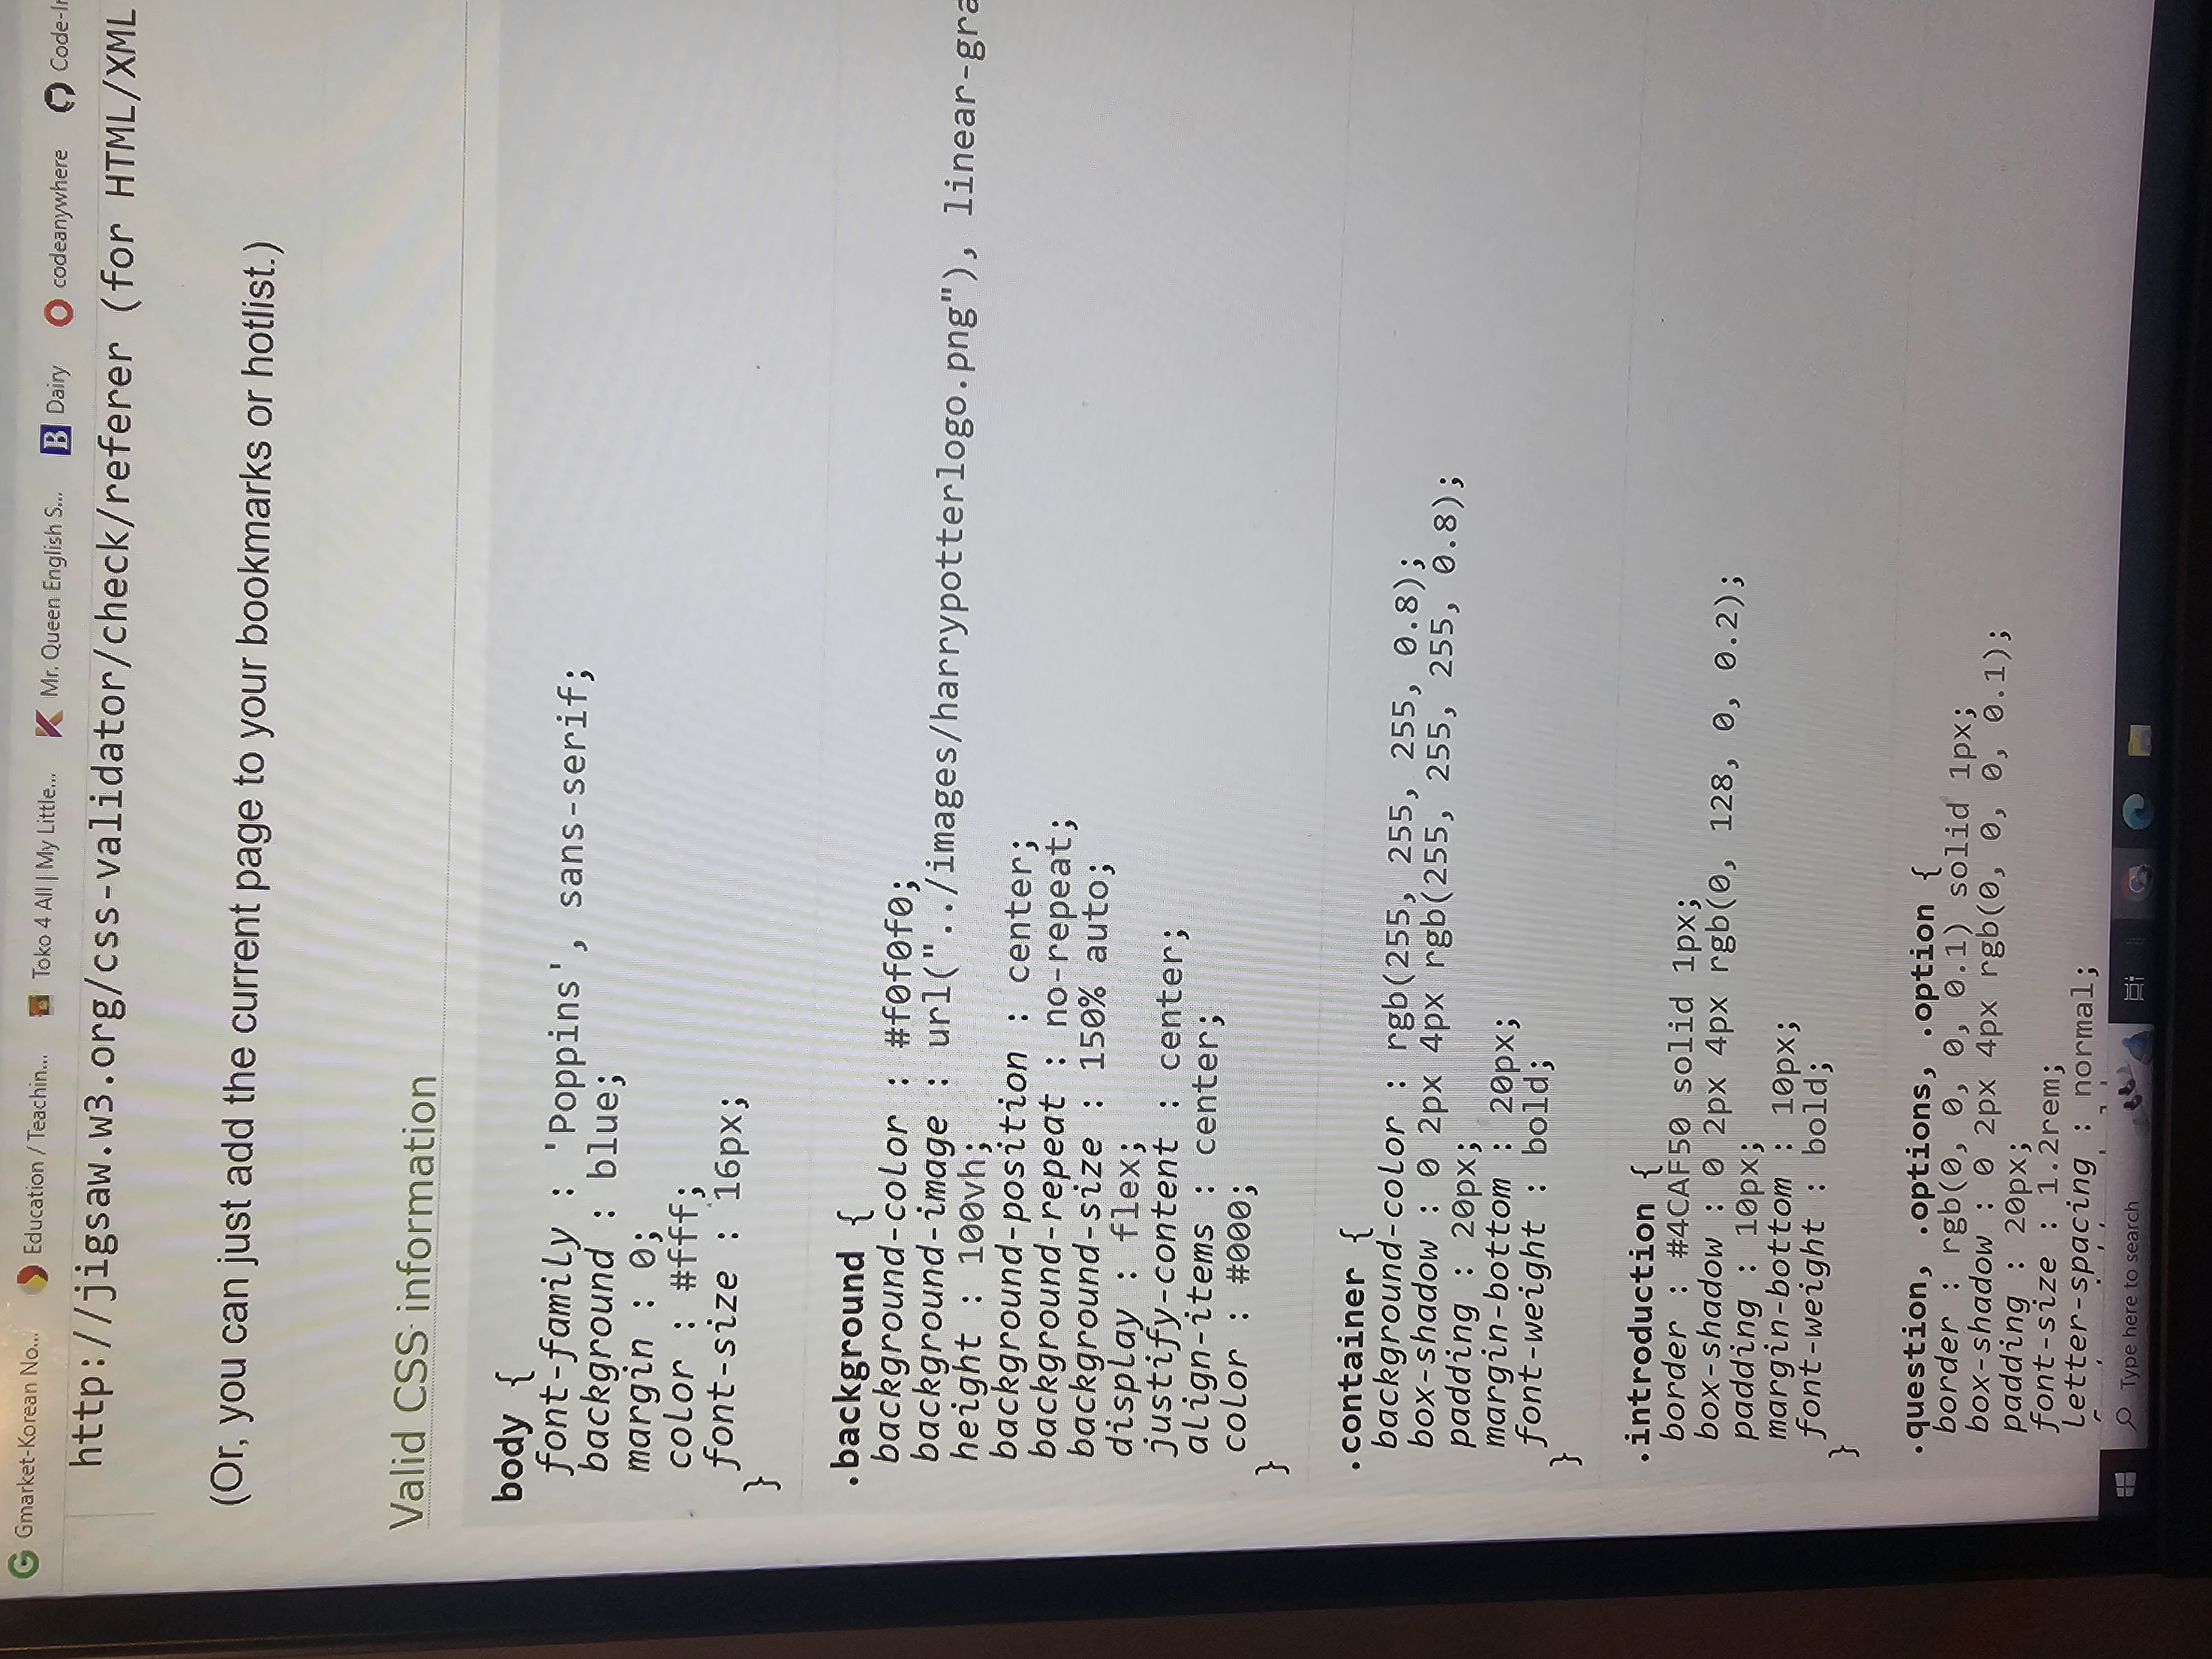 Gmarket-Korean No... Education / Teachin... Toko 4 All | My Little... Mr. Queen English S... B Dairy codeanywhere Code-In
http://jigsaw.w3.org/css-validator/check/referer (for HTML/XML
(Or, you can just add the current page to your bookmarks or hotlist.)
Valid CSS information
body {
font-family : 'Poppins', sans-serif;
background : blue;
margin : 0;
color : #fff;
font-size : 16px;
}
.background {
background-color : #f0f0f0;
background-image : url("../images/harrypotterlogo.png"), linear-gra
height : 100vh;
background-position : center;
background-repeat : no-repeat;
background-size : 150% auto;
display : flex;
justify-content : center;
align-items : center;
color : #000;
}
.container {
background-color : rgb(255, 255, 255, 0.8);
box-shadow : 0 2px 4px rgb(255, 255, 255, 0.8);
padding : 20px;
margin-bottom : 20px;
font-weight : bold;
}
.introduction {
border : #4CAF50 solid 1px;
box-shadow : 0 2px 4px rgb(0, 128, 0, 0.2);
padding : 10px;
margin-bottom : 10px;
font-weight : bold;
}
.question, .options, .option {
border : rgb(0, 0, 0, 0.1) solid 1px;
box-shadow : 0 2px 4px rgb(0, 0, 0, 0.1);
padding : 20px;
font-size : 1.2rem;
letter-spacing : normal;
Type here to search